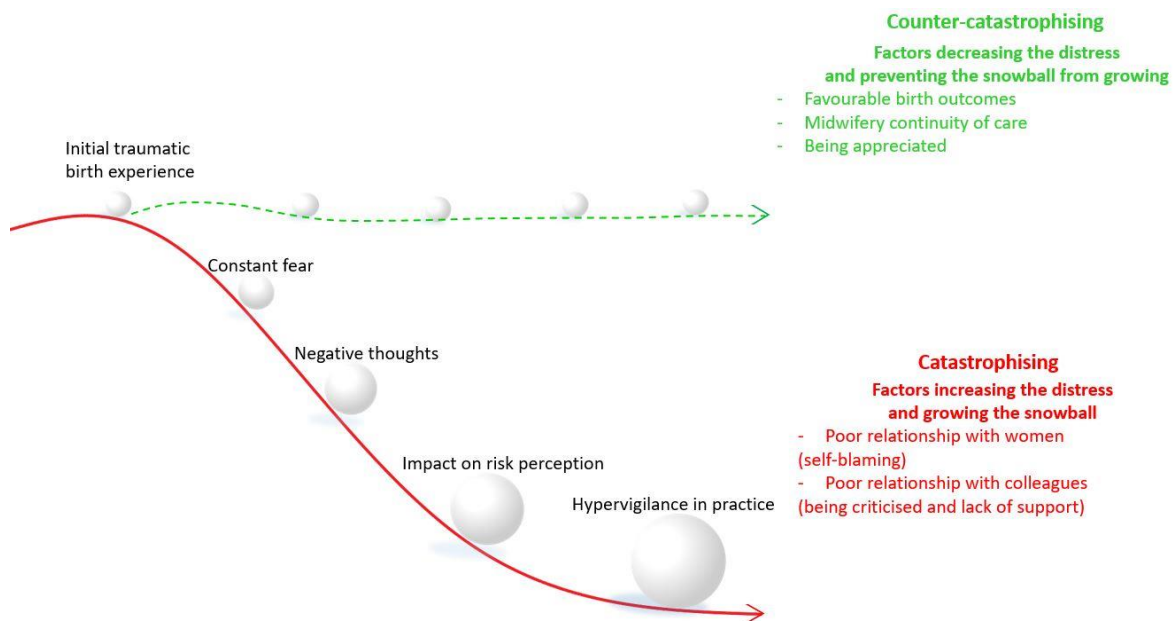 Counter-catastrophising
Factors decreasing the distress
and preventing the snowball from growing
- Favourable birth outcomes
- Midwifery continuity of care
- Being appreciated
Initial traumatic
birth experience
Constant fear
Negative thoughts
Impact on risk perception
Hypervigilance in practice
Catastrophising
Factors increasing the distress
and growing the snowball
- Poor relationship with women
(self-blaming)
- Poor relationship with colleagues
(being criticised and lack of support)